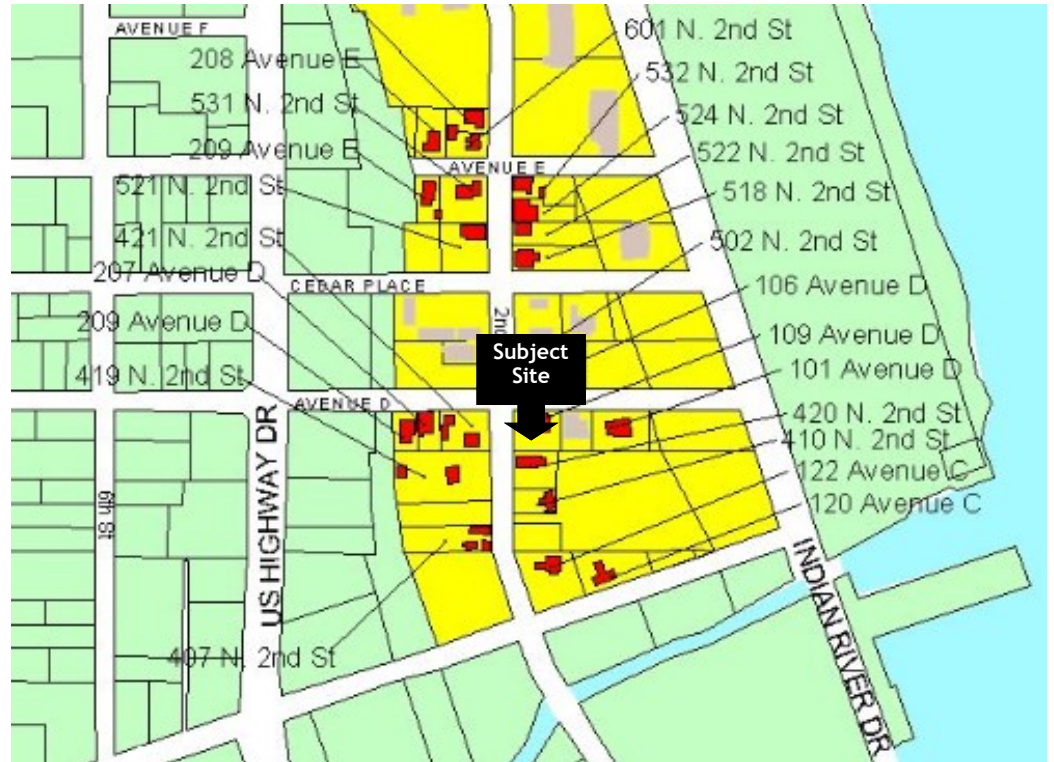 AVENUE F
601 N. 2nd St
208 Avenue E
532 N. 2nd St
531 N. 2nd St
524 N. 2nd St
209 Avenue E
522 N. 2nd St
AVENUE E
521 N. 2nd St
518 N. 2nd St
421 N. 2nd St
502 N. 2nd St
207 Avenue D
CEDAR PLACE
106 Avenue D
209 Avenue D
2nd
109 Avenue D
Subject
Site
419 N. 2nd St
101 Avenue D
AVENUE D
420 N. 2nd St
410 N. 2nd St
122 Avenue C
120 Avenue C
6th St
US HIGHWAY DR
INDIAN RIVER DR
407 N. 2nd St